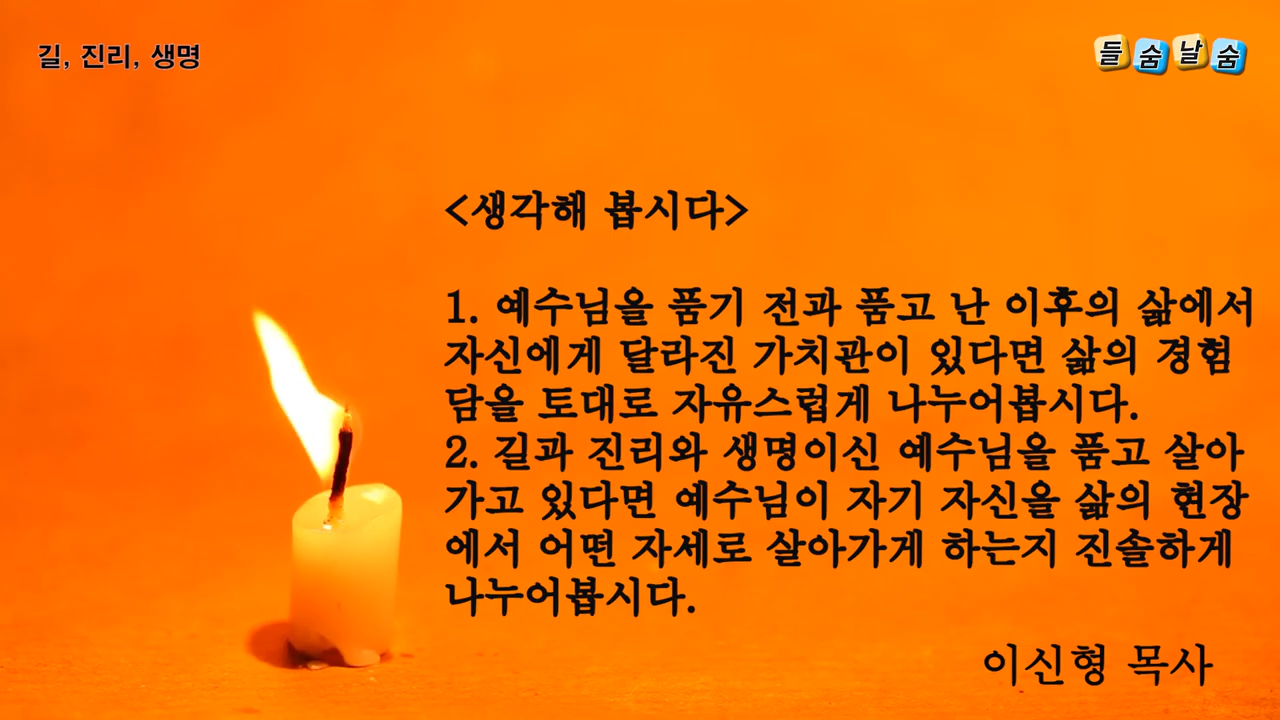 길, 진리, 생명
들숨날숨
<생각해 봅시다>
1. 예수님을 품기 전과 품고 난 이후의 삶에서
자신에게 달라진 가치관이 있다면 삶의 경험
담을 토대로 자유스럽게 나누어봅시다.
2. 길과 진리와 생명이신 예수님을 품고 살아
가고 있다면 예수님이 자기 자신을 삶의 현장
에서 어떤 자세로 살아가게 하는지 진솔하게
나누어봅시다.
이신형 목사